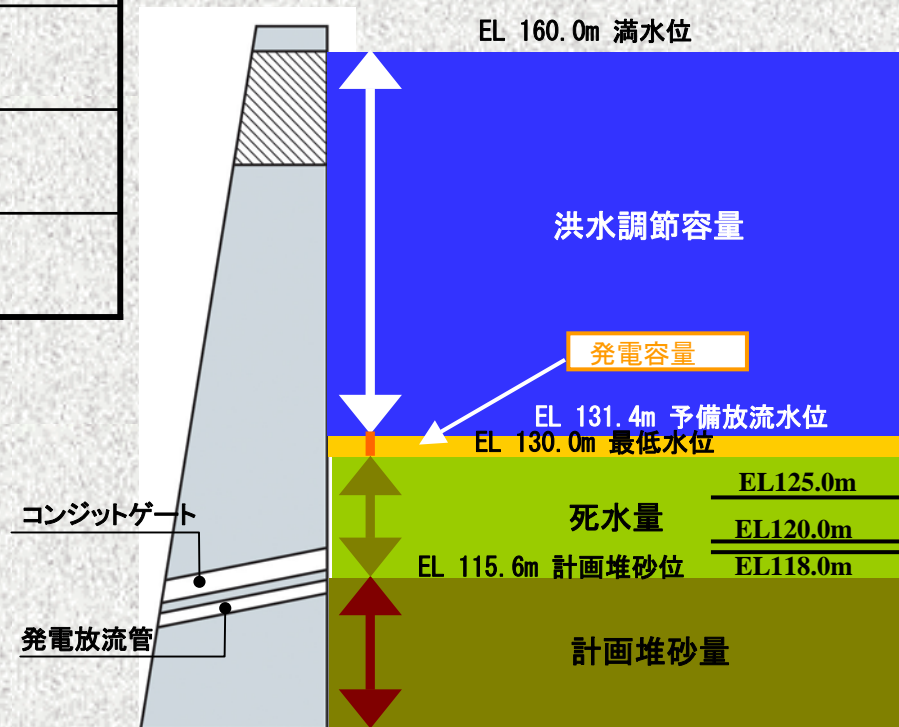 EL 160.0m 満水位
洪水調節容量
発電容量
EL 131.4m 予備放流水位
EL 130.0m 最低水位
EL125.0m
コンジットゲート
死水量
EL120.0m
EL 115.6m 計画堆砂位
EL118.0m
発電放流管
計画堆砂量